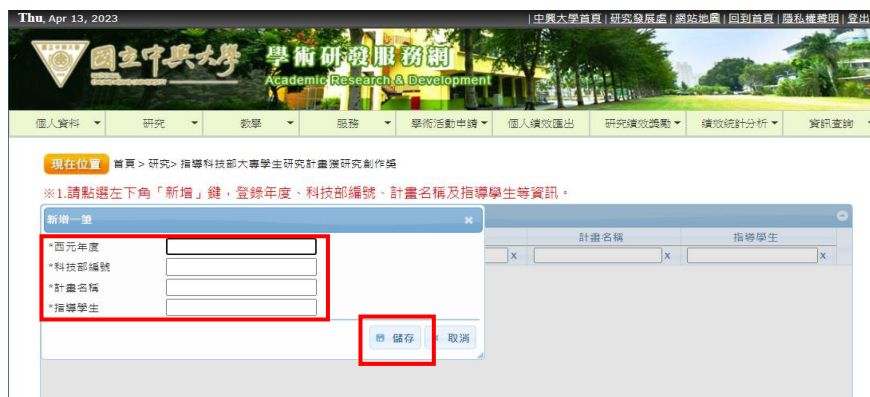 Thu, Apr 13, 2023 | 中興大學首頁 | 研究發展處 | 網站地圖 | 回到首頁 | 隱私權聲明 | 登出
國立中興大學 學術研發服務網
Academic Research & Development
個人資料 研究 教學 服務 學術活動申請 個人績效匯出 研究績效獎勵 績效統計分析 資訊查詢
現在位置 首頁 > 研究> 指導科技部大專學生研究計畫獲研究創作獎
※1.請點選左下角「新增」鍵，登錄年度、科技部編號、計畫名稱及指導學生等資訊。
新增一筆 x
計畫名稱 指導學生
x x x
*西元年度
*科技部編號
*計畫名稱
*指導學生
儲存 x 取消